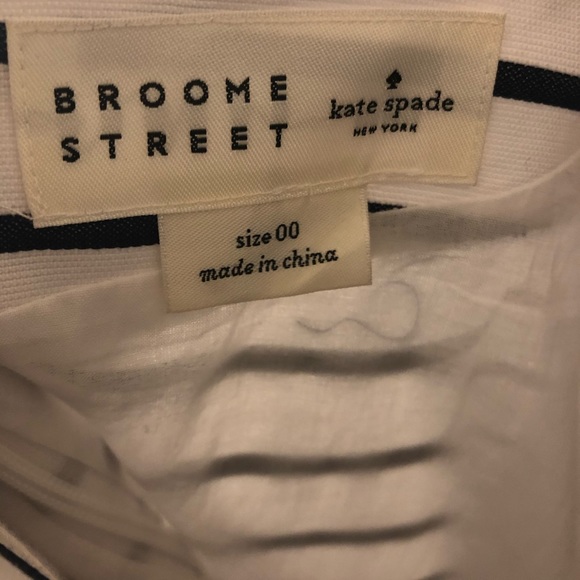 BROOME
STREET
kate spade
NEW YORK
size 00
made in china